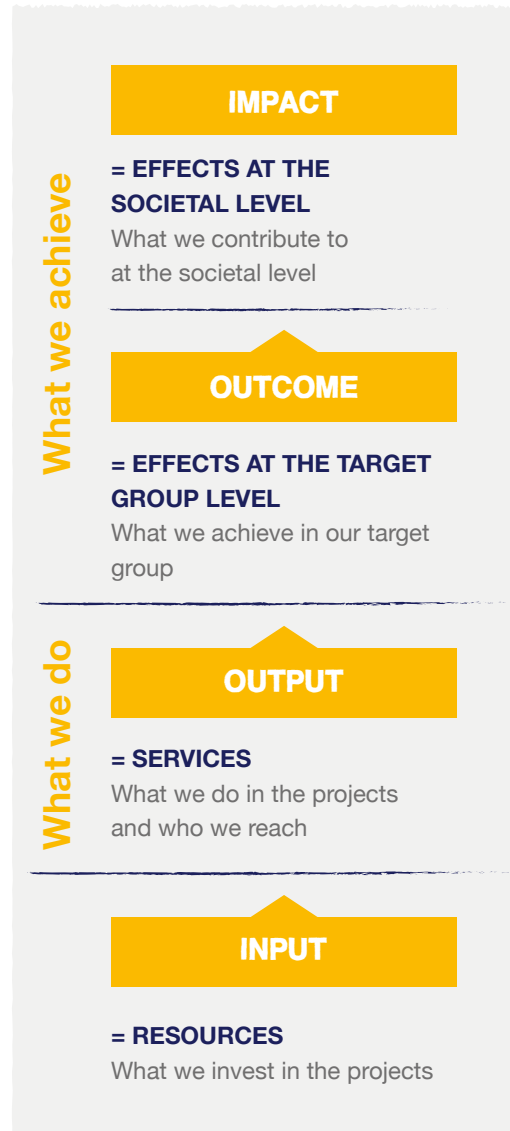 What we achieve
IMPACT
= EFFECTS AT THE
SOCIETAL LEVEL
What we contribute to
at the societal level
OUTCOME
= EFFECTS AT THE TARGET
GROUP LEVEL
What we achieve in our target
group
What we do
OUTPUT
= SERVICES
What we do in the projects
and who we reach
INPUT
= RESOURCES
What we invest in the projects